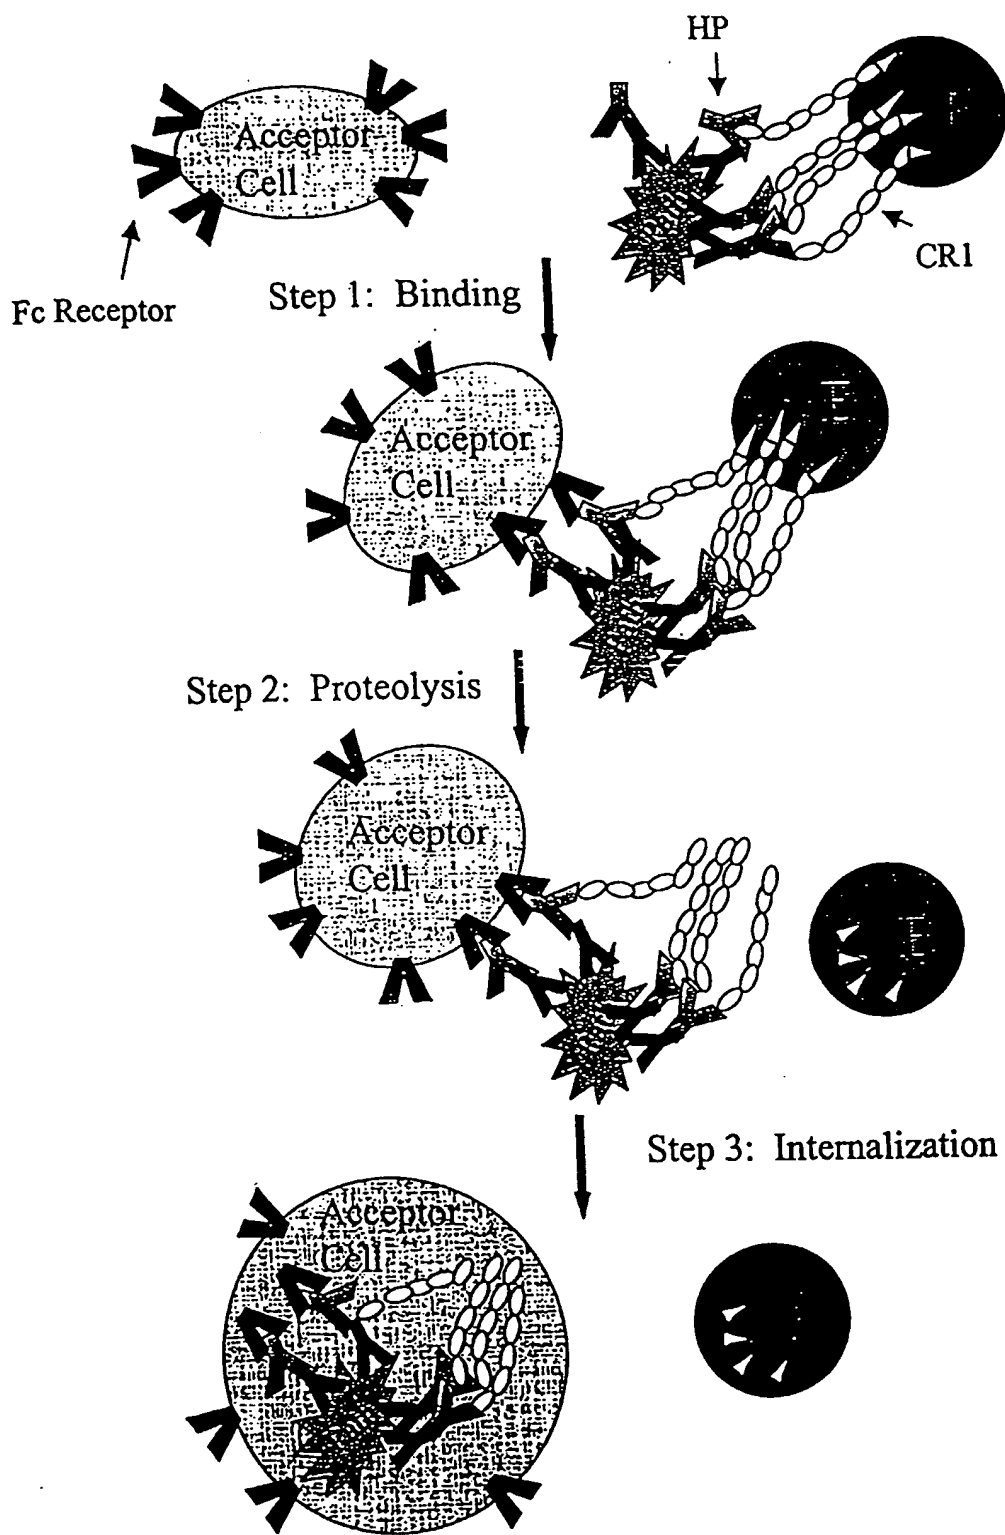 HP
Acceptor
Cell
CR1
Fc Receptor
Step 1: Binding
E
Acceptor
Cell
Step 2: Proteolysis
Acceptor
Cell
E
Step 3: Internalization
Acceptor
Cell